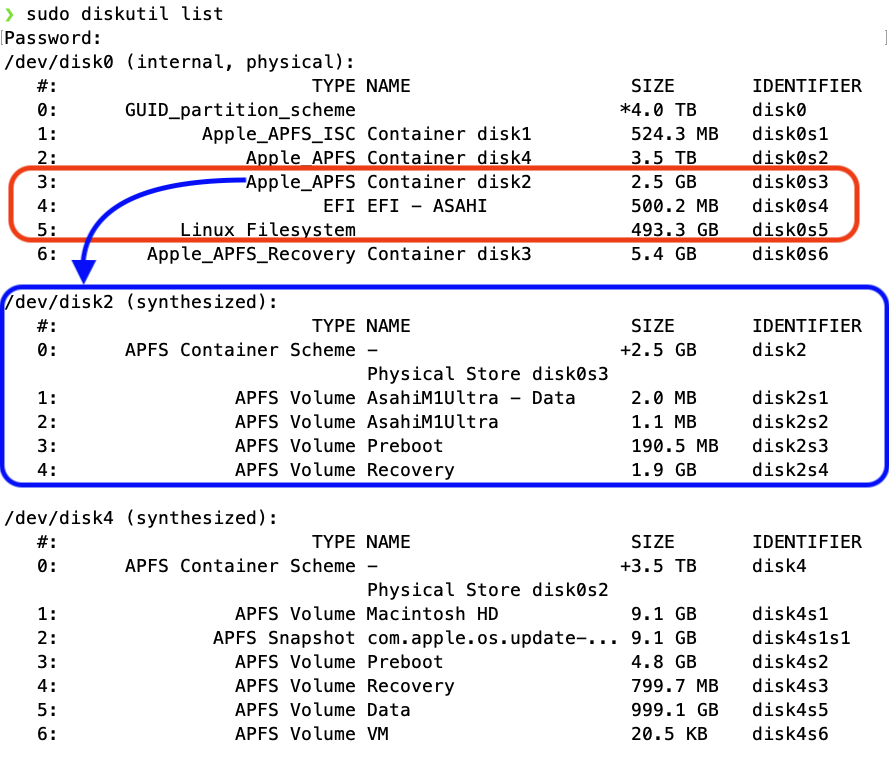 ❯ sudo diskutil list
Password:
/dev/disk0 (internal, physical):
   #:                       TYPE NAME                    SIZE       IDENTIFIER
   0:      GUID_partition_scheme                        *4.0 TB     disk0
   1:             Apple_APFS_ISC Container disk1         524.3 MB   disk0s1
   2:                 Apple_APFS Container disk4         3.5 TB     disk0s2
   3:                 Apple_APFS Container disk2         2.5 GB     disk0s3
   4:                        EFI EFI - ASAHI             500.2 MB   disk0s4
   5:           Linux Filesystem                         493.3 GB   disk0s5
   6:        Apple_APFS_Recovery Container disk3         5.4 GB     disk0s6
/dev/disk2 (synthesized):
   #:                       TYPE NAME                    SIZE       IDENTIFIER
   0:      APFS Container Scheme -                      +2.5 GB     disk2
                                 Physical Store disk0s3
   1:                APFS Volume AsahiM1Ultra - Data     2.0 MB     disk2s1
   2:                APFS Volume AsahiM1Ultra            1.1 MB     disk2s2
   3:                APFS Volume Preboot                 190.5 MB   disk2s3
   4:                APFS Volume Recovery                1.9 GB     disk2s4
/dev/disk4 (synthesized):
   #:                       TYPE NAME                    SIZE       IDENTIFIER
   0:      APFS Container Scheme -                      +3.5 TB     disk4
                                 Physical Store disk0s2
   1:                APFS Volume Macintosh HD            9.1 GB     disk4s1
   2:              APFS Snapshot com.apple.os.update-... 9.1 GB     disk4s1s1
   3:                APFS Volume Preboot                 4.8 GB     disk4s2
   4:                APFS Volume Recovery                799.7 MB   disk4s3
   5:                APFS Volume Data                    999.1 GB   disk4s5
   6:                APFS Volume VM                      20.5 KB    disk4s6